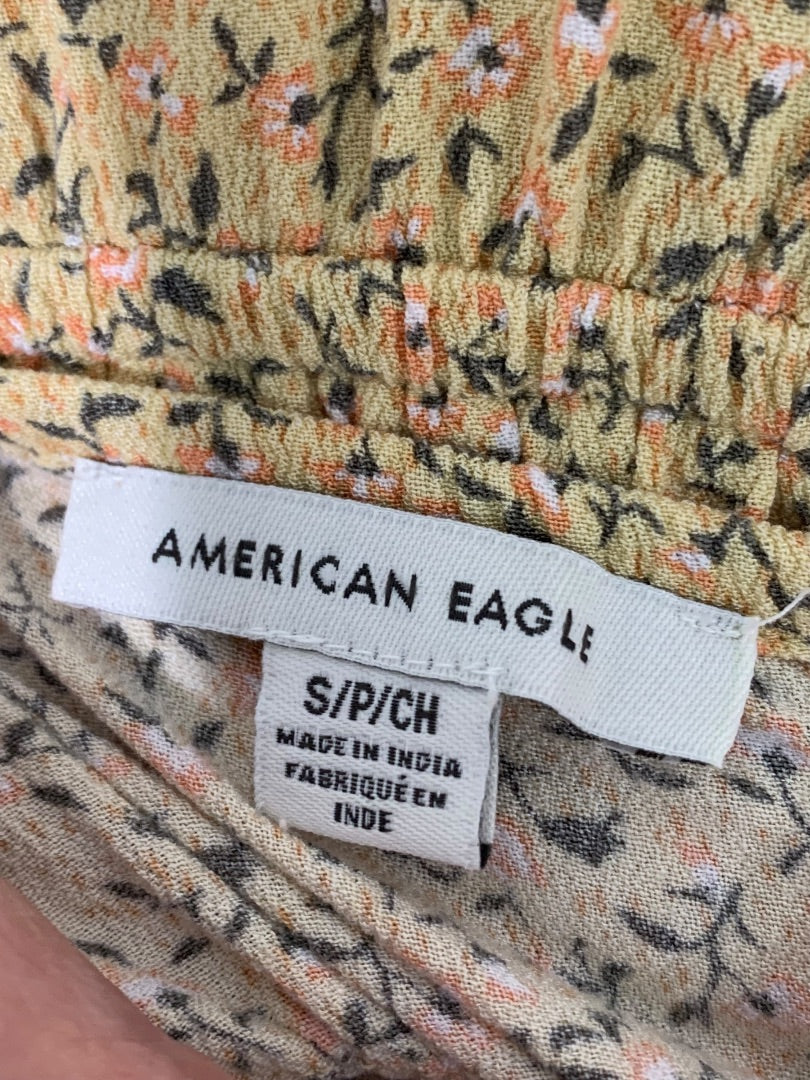 AMERICAN EAGLE
S/P/CH
MADE IN INDIA
FABRIQUÉ EN
INDE